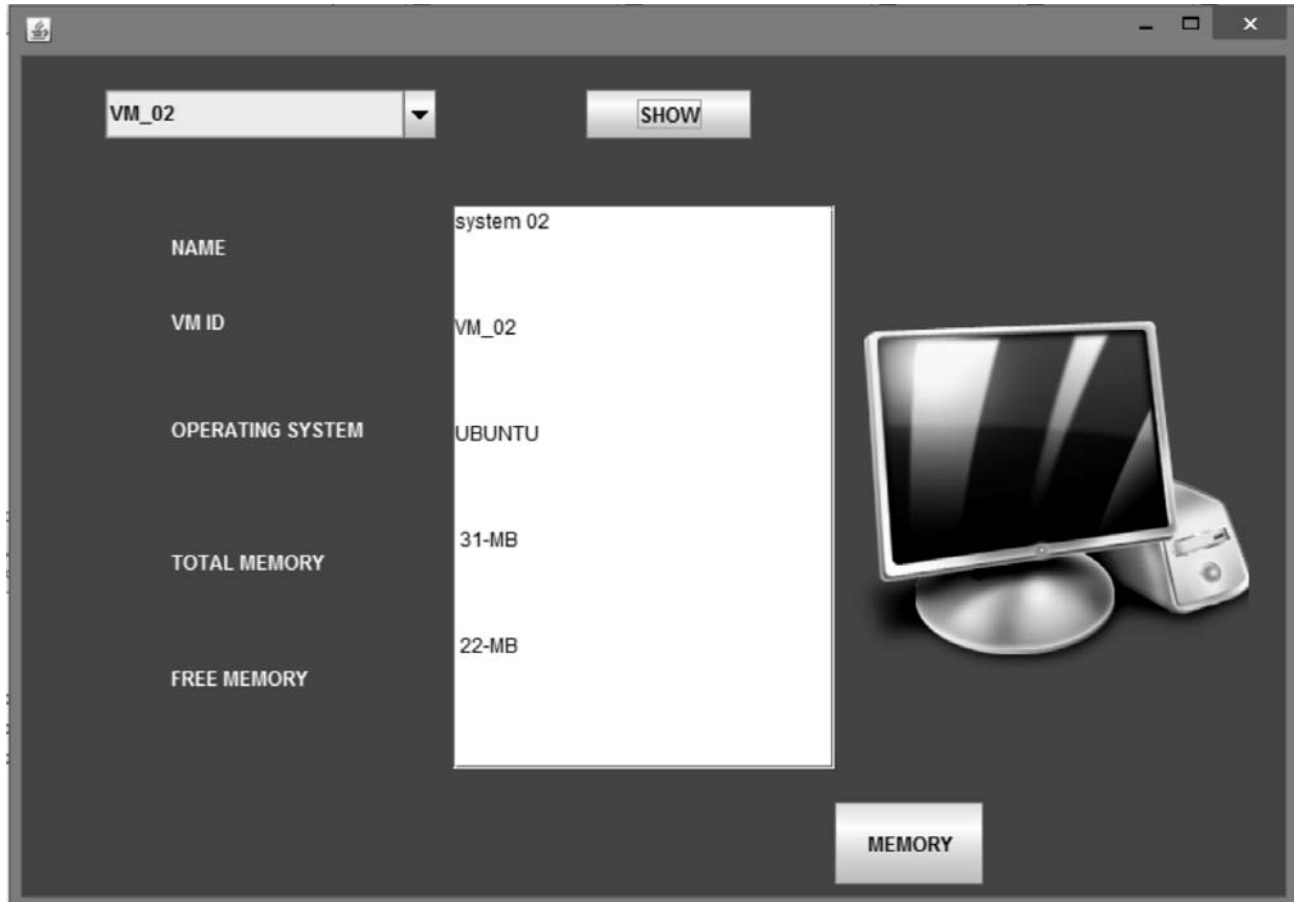 VM_02
SHOW
NAME
system 02
VM ID
VM_02
OPERATING SYSTEM
UBUNTU
TOTAL MEMORY
31-MB
FREE MEMORY
22-MB
MEMORY